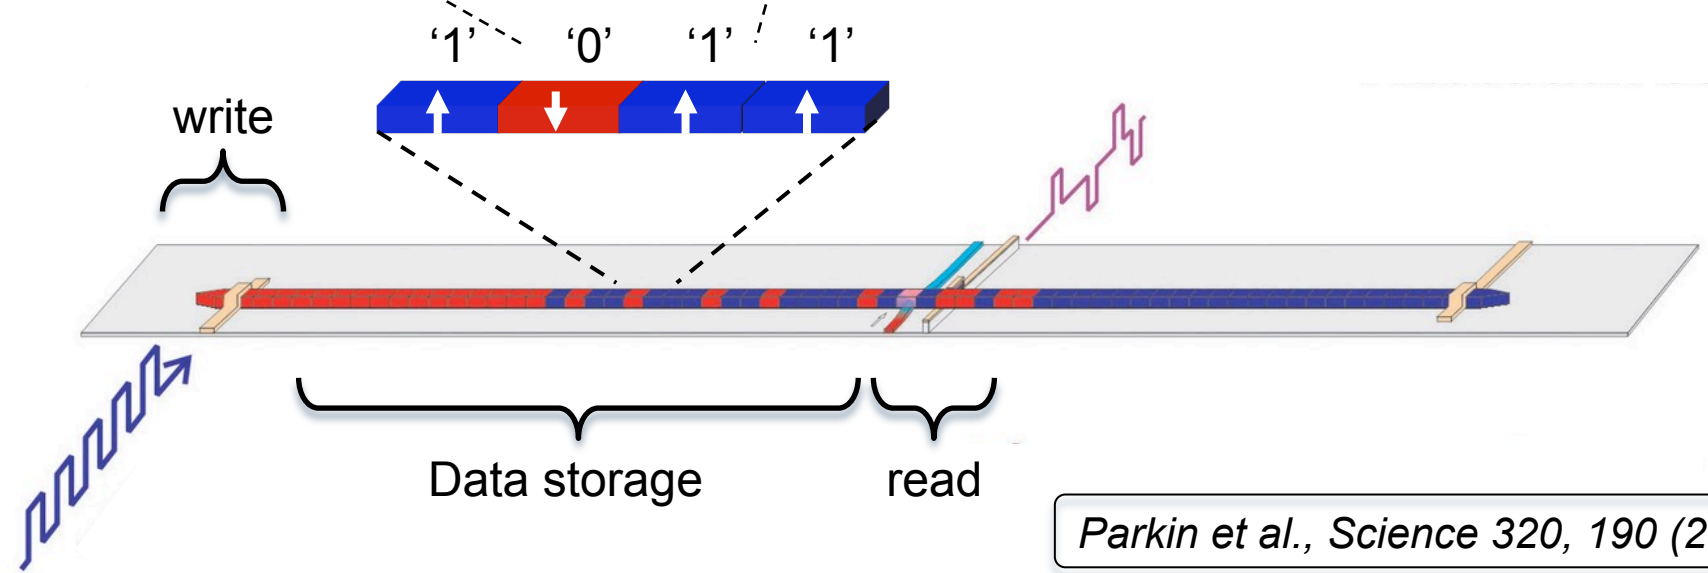 ‘1’ ‘0’ ‘1’ ‘1’
write
Data storage
read
Parkin et al., Science 320, 190 (2